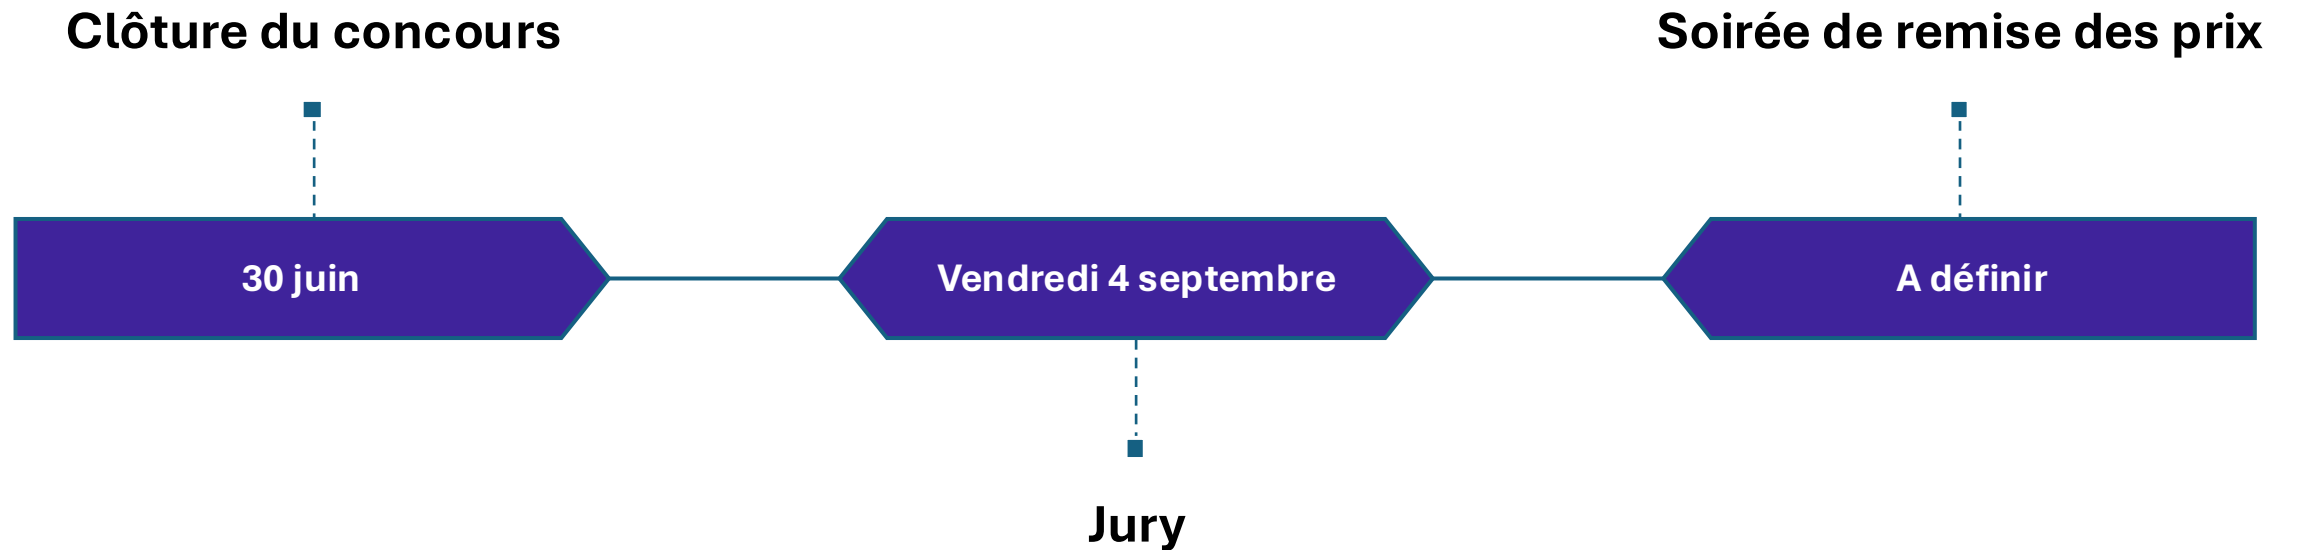 Clôture du concours
Soirée de remise des prix
30 juin
Vendredi 4 septembre
A définir
Jury